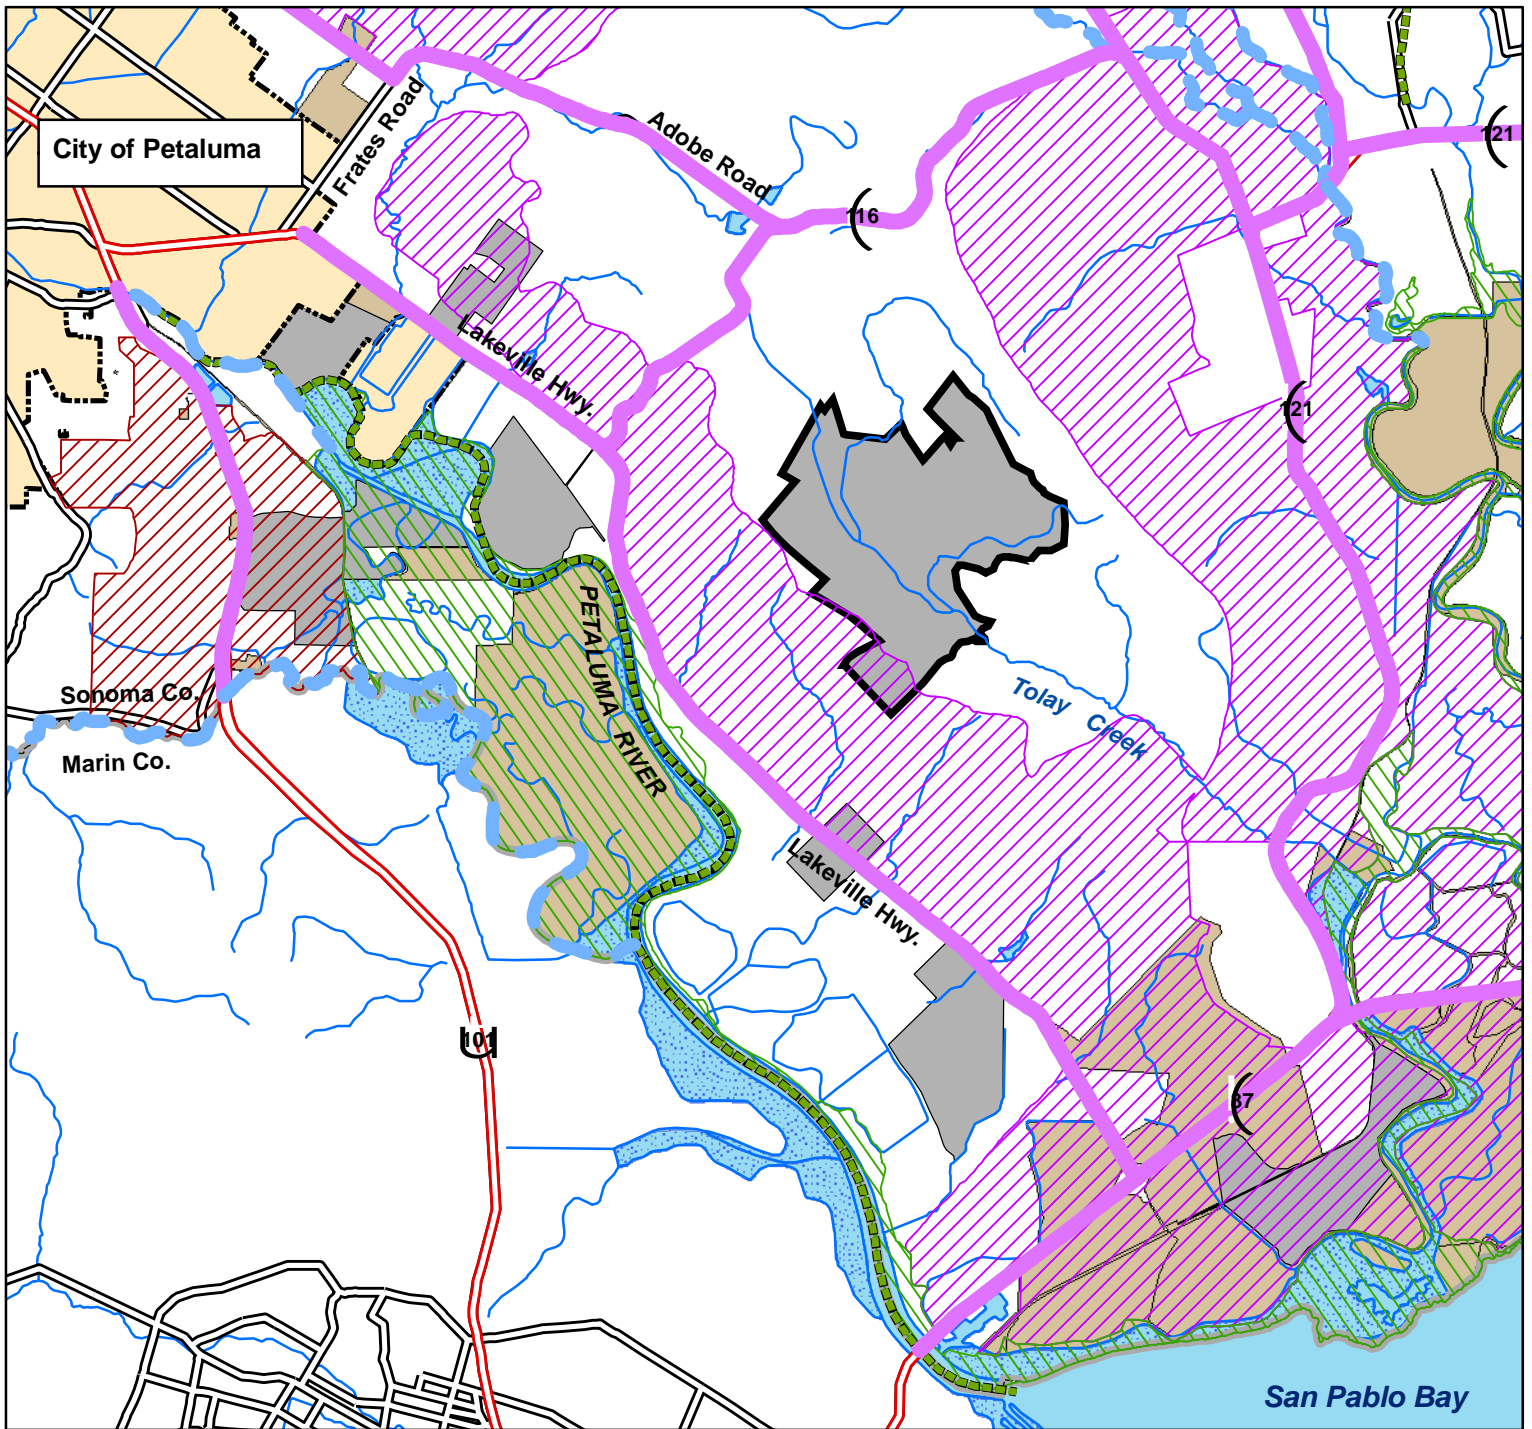 City of Petaluma
Frates Road
Adobe Road
116
121
Lakeville Hwy.
121
PETALUMA RIVER
Sonoma Co.
Marin Co.
Tolay Creek
Lakeville Hwy.
101
37
San Pablo Bay